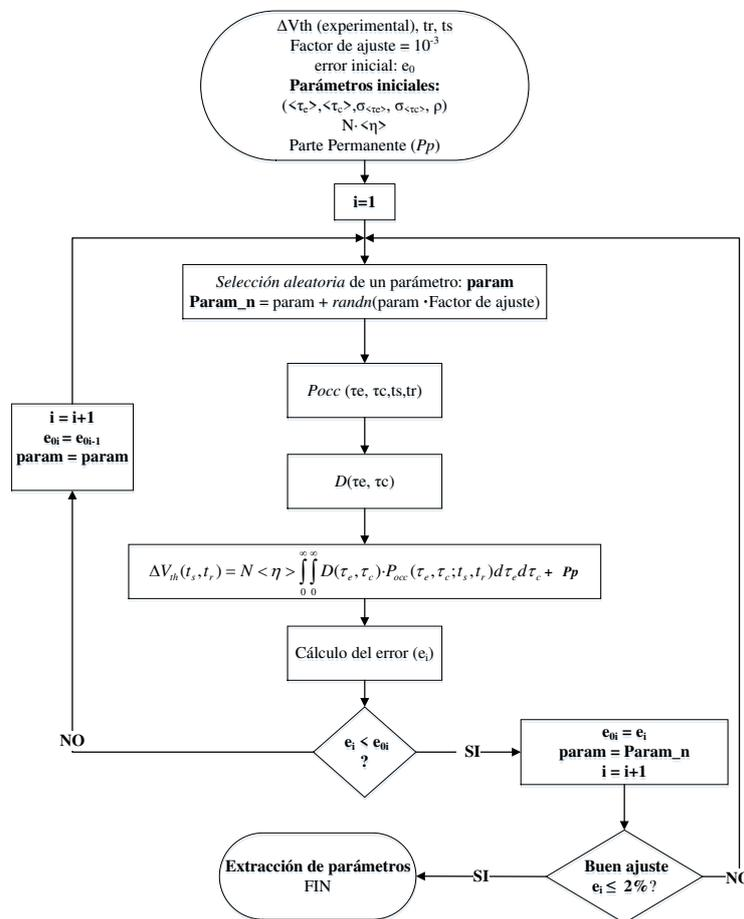 ΔVth (experimental), tr, ts
Factor de ajuste = 10⁻³
error inicial: e₀
Parámetros iniciales:
(<τe>,<τc>,σ<τe>, σ<τc>, ρ)
N·<η>
Parte Permanente (Pp)
i=1
Selección aleatoria de un parámetro: param
Param_n = param + randn(param ·Factor de ajuste)
Pocc (τe, τc,ts,tr)
i = i+1
e0i = e0i-1
param = param
D(τe, τc)
ΔVth(ts,tr) = N < η > ∫0∞ ∫0∞ D(τe,τc)·Pocc(τe,τc;ts,tr)dτedτc + Pp
Cálculo del error (ei)
ei < e0i
?
NO
SI
e0i = ei
param = Param_n
i = i+1
Buen ajuste
ei ≤ 2%?
SI
NO
Extracción de parámetros
FIN